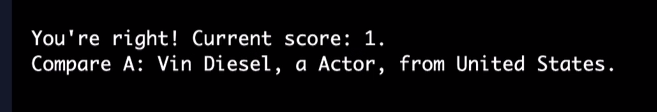 You're right! Current score: 1.
Compare A: Vin Diesel, a Actor, from United States.